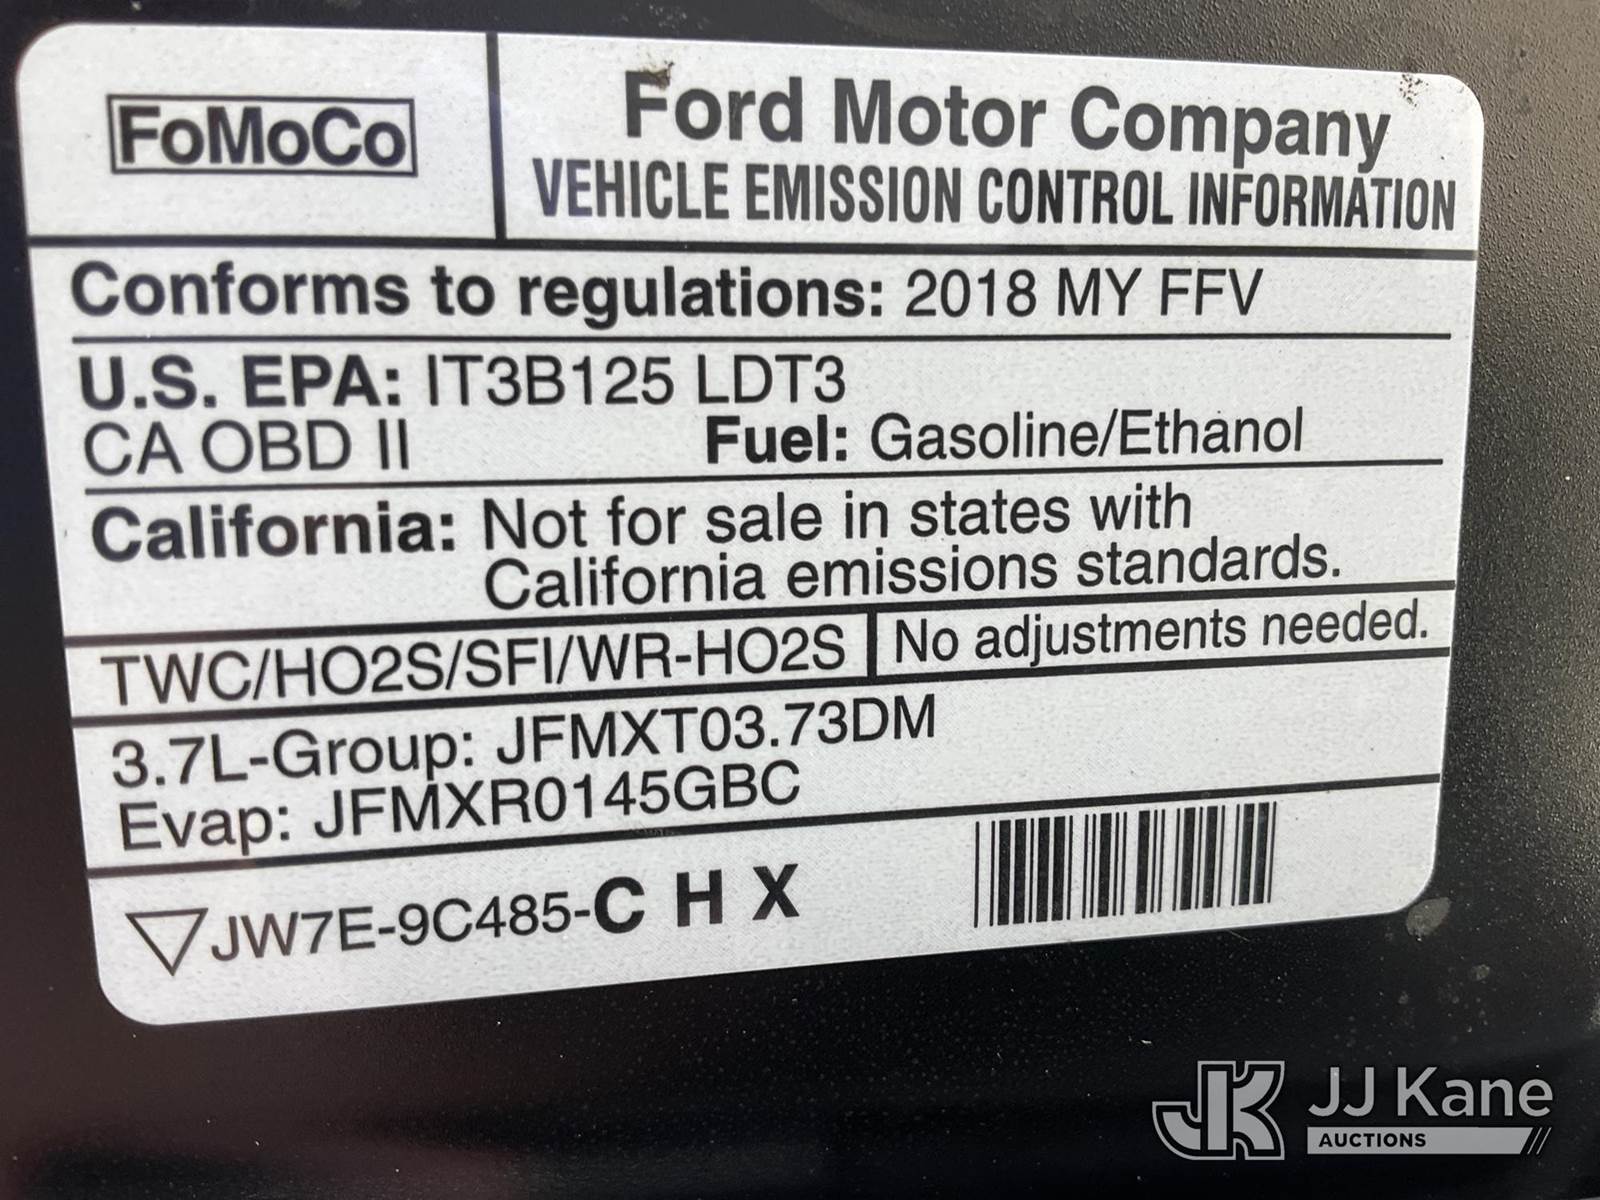 FoMoCo
Ford Motor Company
VEHICLE EMISSION CONTROL INFORMATION
Conforms to regulations: 2018 MY FFV
U.S. EPA: IT3B125 LDT3
CA OBD II Fuel: Gasoline/Ethanol
California: Not for sale in states with
California emissions standards.
TWC/HO2S/SFI/WR-HO2S No adjustments needed.
3.7L-Group: JFMXT03.73DM
Evap: JFMXR0145GBC
JW7E-9C485-C H X
JK JJ Kane
AUCTIONS